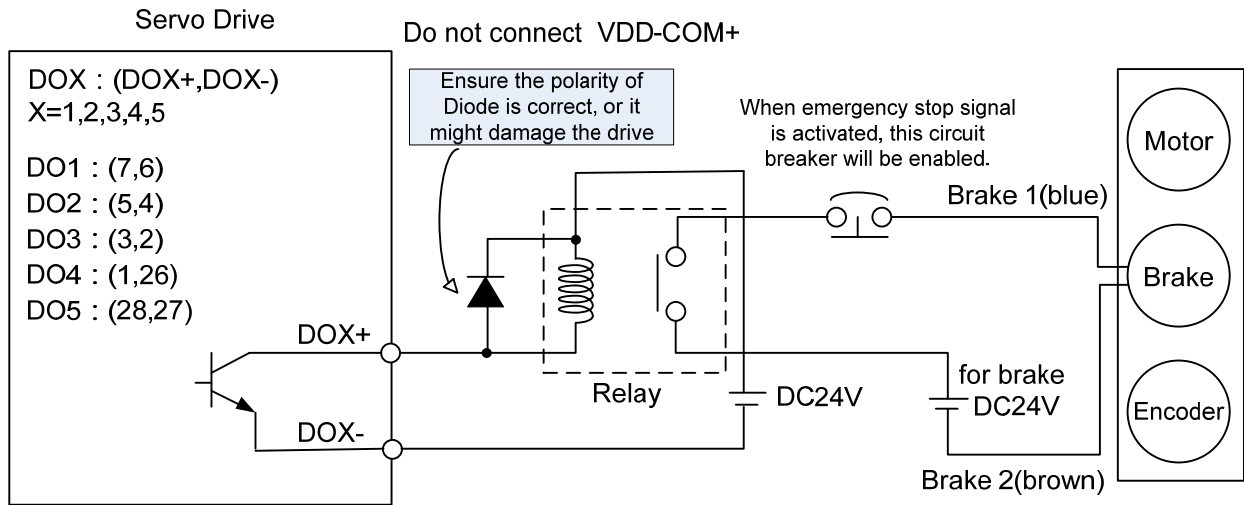 Servo Drive
Do not connect VDD-COM+
DOX : (DOX+,DOX-)
X=1,2,3,4,5
DO1 : (7,6)
DO2 : (5,4)
DO3 : (3,2)
DO4 : (1,26)
DO5 : (28,27)
Ensure the polarity of
Diode is correct, or it
might damage the drive
When emergency stop signal
is activated, this circuit
breaker will be enabled.
Motor
Brake 1(blue)
Brake
DOX+
Relay
DC24V
for brake
DC24V
Encoder
DOX-
Brake 2(brown)